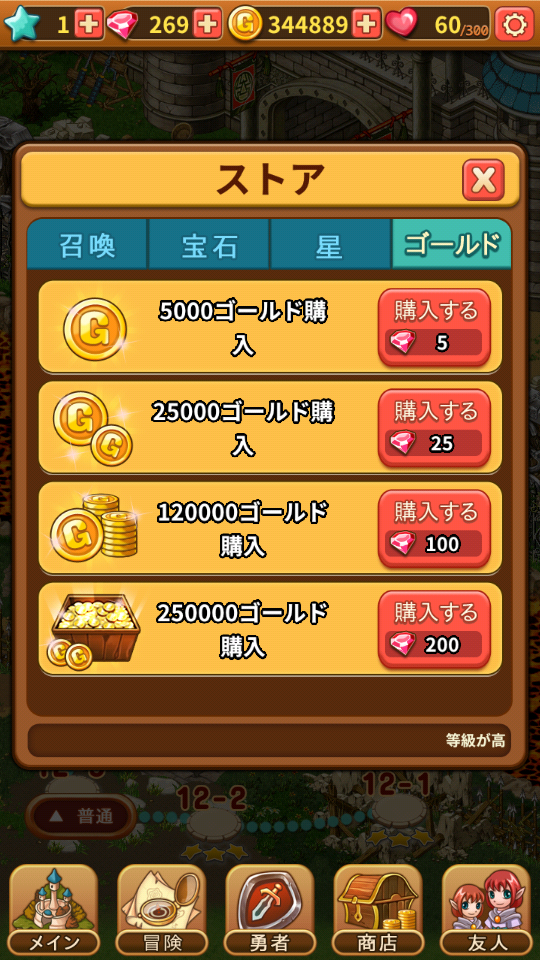 1
269
344889
60/300
ストア
召喚
宝石
星
ゴールド
5000ゴールド購
入
購入する
5
25000ゴールド購
入
購入する
25
120000ゴールド
購入
購入する
100
250000ゴールド
購入
購入する
200
等級が高
12-2
12-1
▲ 普通
メイン
冒険
勇者
商店
友人